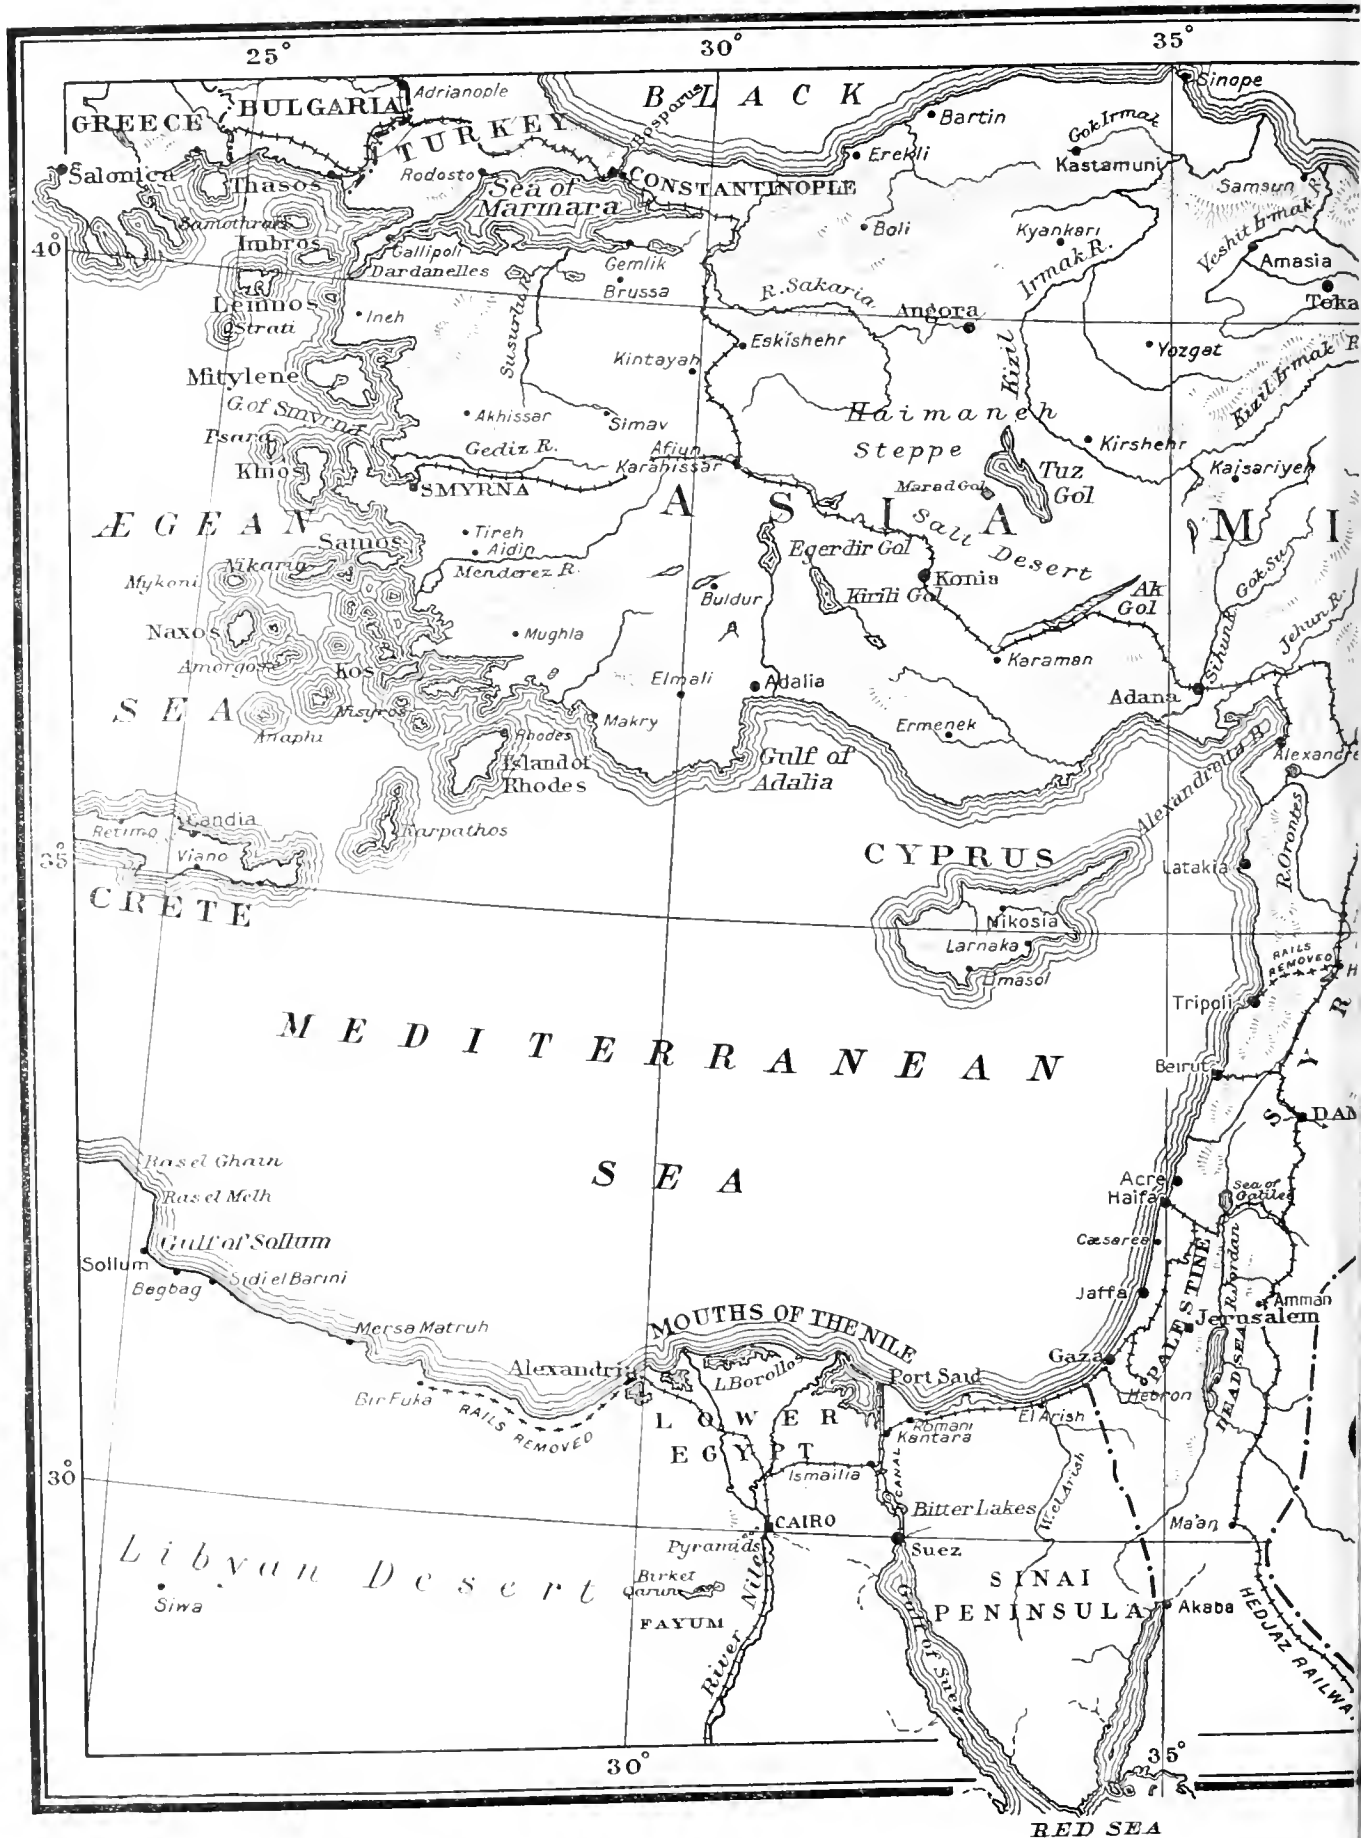 25°
30°
35°
BLACK
Sinope
Adrianople
BULGARIA
GREECE
TURKEY
Bosporus
Bartin
Gok Irmak
Erekli
Kastamuni
Salonica
Thasos
Rodosto
Sea of
Marmara
CONSTANTINOPLE
Samsun
Samothraki
Imbros
Gallipoli
Dardanelles
Gemlik
Brussa
Boli
Kyankari
Irmak R.
Yeshit Irmak
R.
Amasia
40°
Lemnos
Strati
Ineh
Susurlu R.
R. Sakaria
Angora
Toka
Eskishehr
Kintayah
Kizil
Yozgat
Kizil Irmak R
Mitylene
G. of Smyrna
Akhissar
Simav
Haimaneh
Steppe
Psara
Khios
Gediz R.
Afiun
Karahissar
Kirshehr
Kaisariyeh
SMYRNA
Marad Gol
Tuz
Gol
ASIA MI
ÆGEAN
SEA
Samos
Nikaria
Mykoni
Tireh
Aidin
Menderez R.
Egerdir Gol
Salt Desert
Konia
Kirili Gol
Buldur
Ak
Gol
Gok Su
Jehun R.
Sihun R
Naxos
Amorgos
Kos
Mughla
Karaman
Elmali
Adalia
Adana
Nisyros
Anaphi
Makry
Ermenek
Rhodes
Island of
Rhodes
Gulf of
Adalia
Alexandretta B.
Alexandre
Karpathos
Retimo
Candia
Viano
35°
CRETE
CYPRUS
Nikosia
Larnaka
Limasol
Latakia
R. Orontes
RAILS
REMOVED
H
Tripoli
SYR
MEDITERRANEAN
SEA
Beirut
DAM
Acre
Haifa
Sea of
Galilee
Cæsarea
R. Jordan
PALESTINE
Jaffa
Amman
Jerusalem
DEAD SEA
Gaza
Hebron
Ras el Ghain
Ras el Melh
Gulf of Sollum
Sollum
Begbag
Sidi el Barini
Mersa Matruh
MOUTHS OF THE NILE
Alexandria
L. Borollos
Port Said
Bir Fuka
RAILS REMOVED
LOWER
EGYPT
Romani
Kantara
El Arish
W. el Arish
Ismailia
CANAL
30°
CAIRO
Bitter Lakes
Ma'an
Pyramids
Suez
Libyan Desert
Siwa
Birket
Qarun
FAYUM
River Nile
SINAI
PENINSULA
Akaba
HEDJAZ RAILWA.
Gulf of Suez
30°
35°
RED SEA